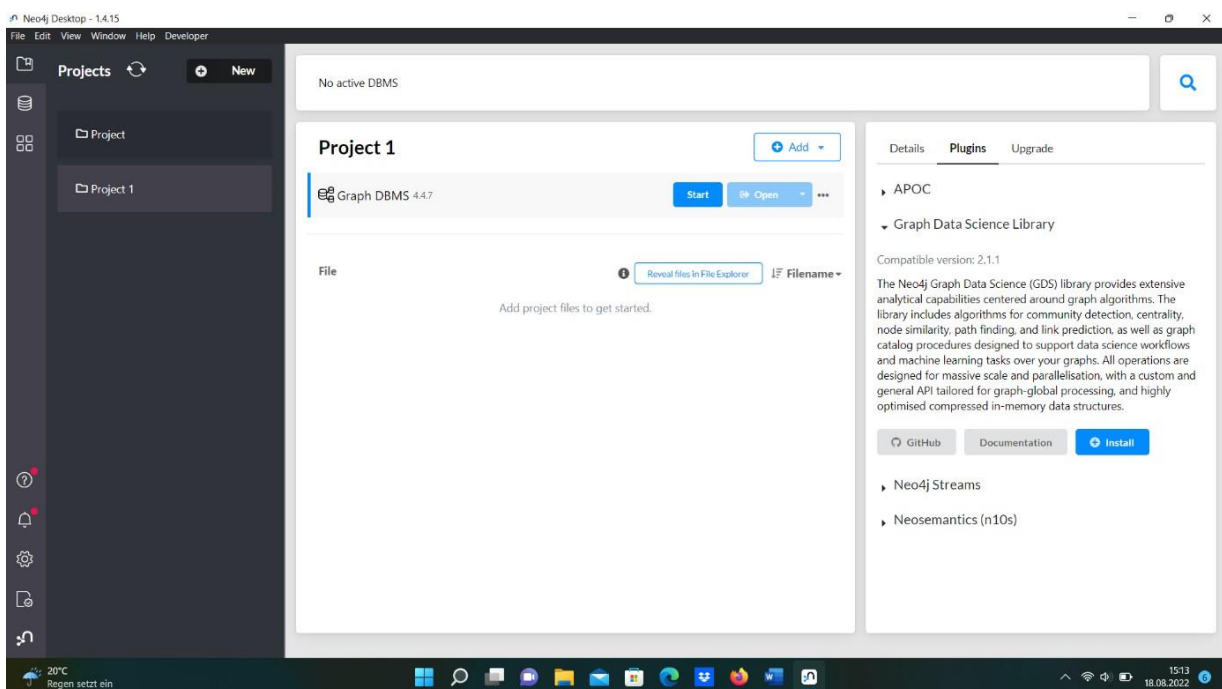 Neo4j Desktop - 1.4.15
File Edit View Window Help Developer
Projects
New
Project
Project 1
No active DBMS
Project 1
Add
Graph DBMS 4.4.7
Start
Open
File
Reveal files in File Explorer
Filename
Add project files to get started.
Details Plugins Upgrade
APOC
Graph Data Science Library
Compatible version: 2.1.1
The Neo4j Graph Data Science (GDS) library provides extensive
analytical capabilities centered around graph algorithms. The
library includes algorithms for community detection, centrality,
node similarity, path finding, and link prediction, as well as graph
catalog procedures designed to support data science workflows
and machine learning tasks over your graphs. All operations are
designed for massive scale and parallelisation, with a custom and
general API tailored for graph-global processing, and highly
optimised compressed in-memory data structures.
GitHub
Documentation
Install
Neo4j Streams
Neosemantics (n10s)
20°C
Regen setzt ein
W
15:13
18.08.2022
6